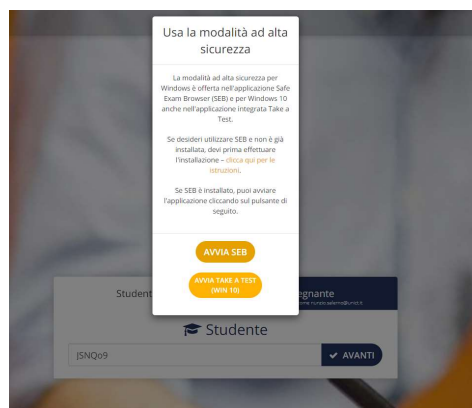 Usa la modalità ad alta
sicurezza
La modalità ad alta sicurezza per
Windows è offerta nell'applicazione Safe
Exam Browser (SEB) e per Windows 10
anche nell'applicazione integrata Take a
Test.
Se desideri utilizzare SEB e non è già
installata, devi prima effettuare
l'installazione – clicca qui per le
istruzioni.
Se SEB è installato, puoi avviare
l'applicazione cliccando sul pulsante di
seguito.
AVVIA SEB
AVVIA TAKE A TEST
(WIN 10)
Student
egnante
Studente
JSNQo9
AVANTI